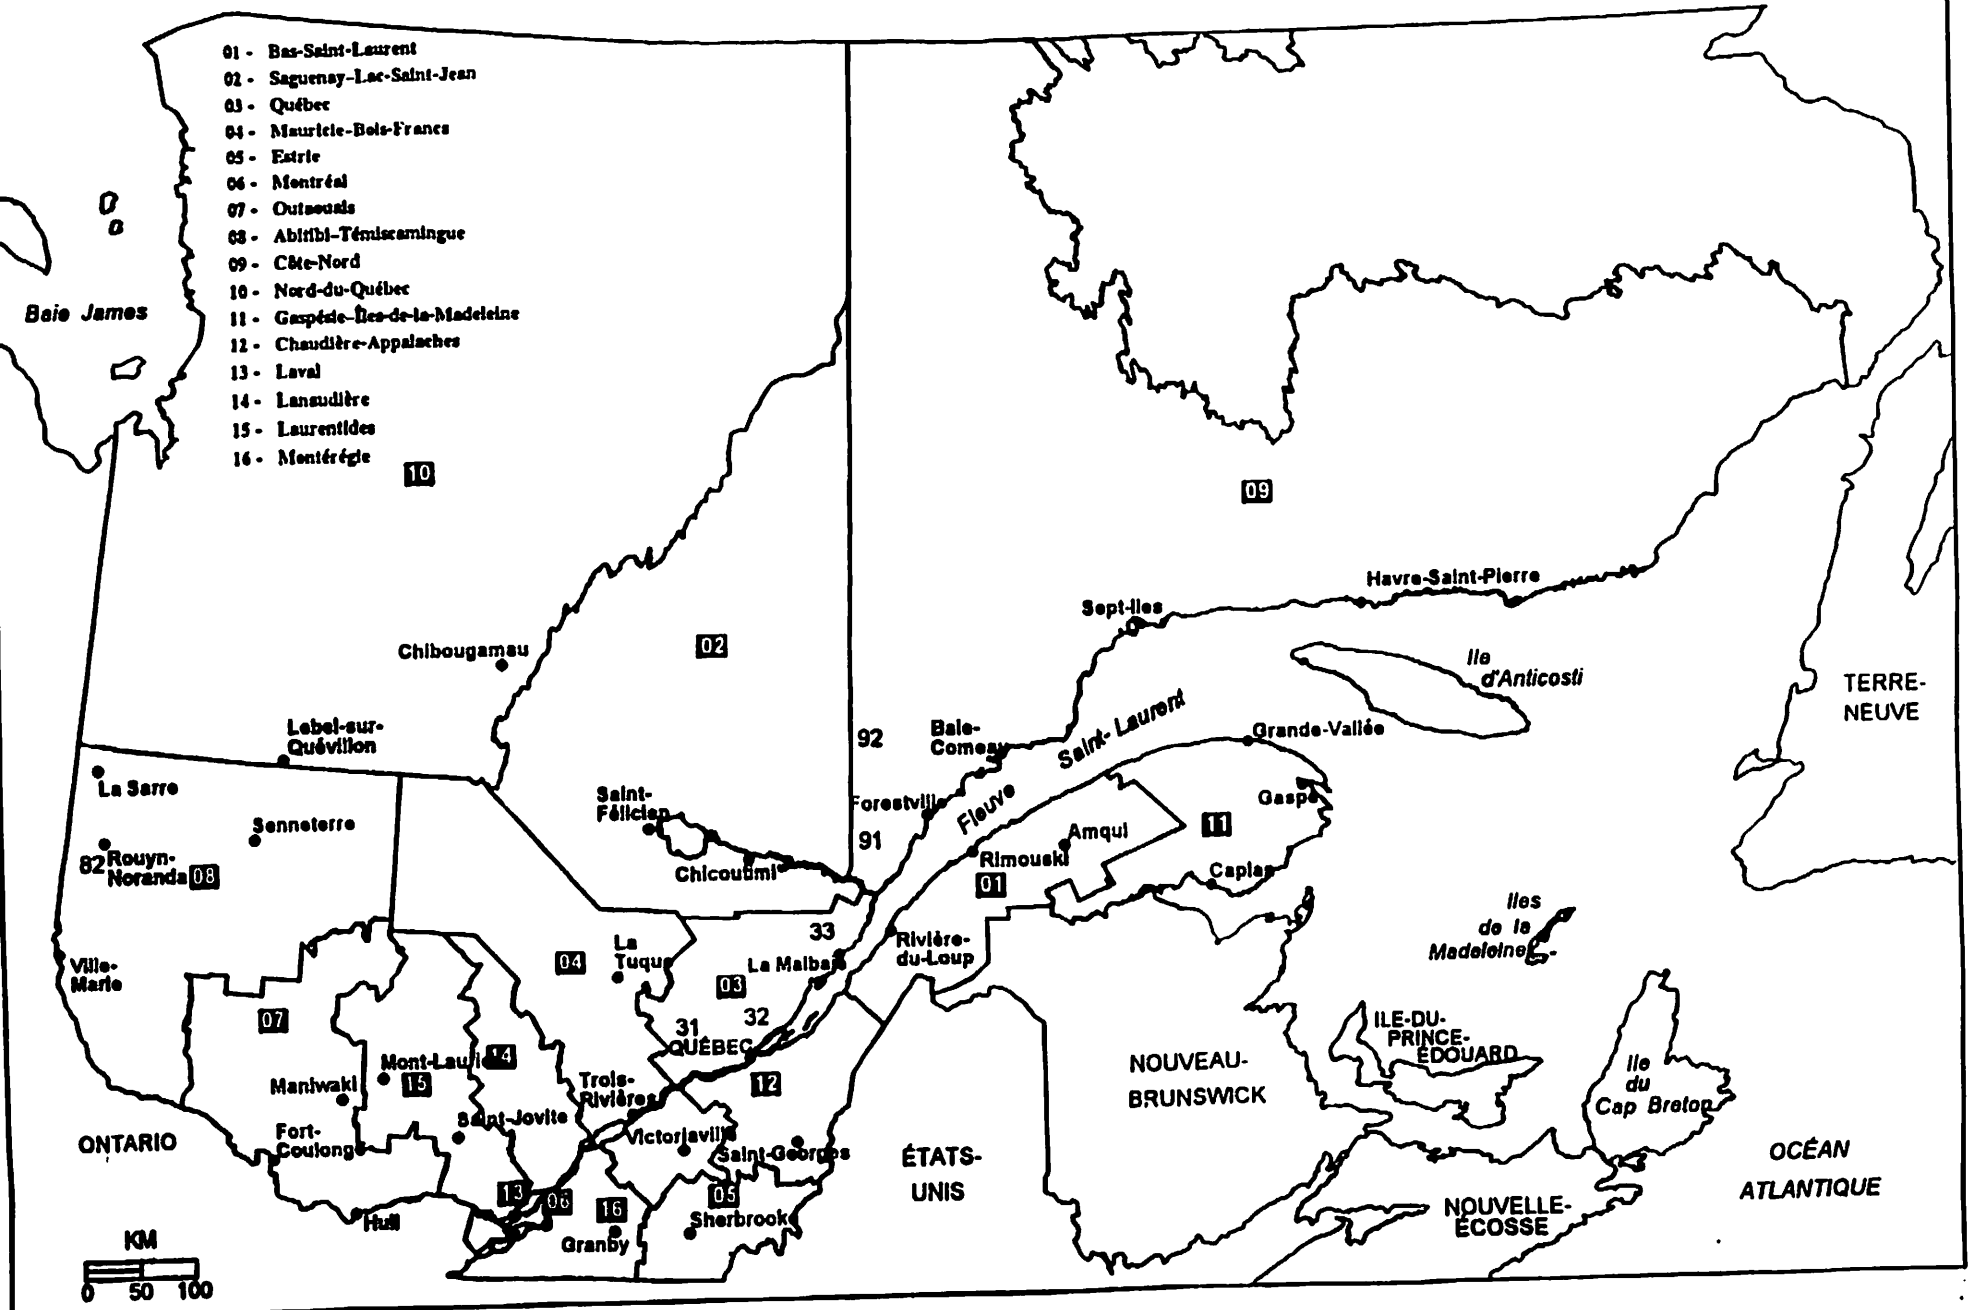 01 - Bas-Saint-Laurent
02 - Saguenay-Lac-Saint-Jean
03 - Québec
04 - Mauricie-Bois-Francs
05 - Estrie
06 - Montréal
07 - Outaouais
08 - Abitibi-Témiscamingue
09 - Côte-Nord
10 - Nord-du-Québec
11 - Gaspésie-Îles-de-la-Madeleine
12 - Chaudière-Appalaches
13 - Laval
14 - Lanaudière
15 - Laurentides
16 - Montérégie
Baie James
10
09
Havre-Saint-Pierre
Sept-Iles
Chibougamau
02
Ile
d'Anticosti
TERRE-
NEUVE
Lebel-sur-
Quévillon
92
Baie-
Comeau
Fleuve Saint-Laurent
Grande-Vallée
La Sarre
Saint-
Félicien
Forestville
Gaspé
Senneterre
91
Amqui
11
82
Rouyn-
Noranda
08
Chicoutimi
Rimouski
01
Caplan
Iles
de la
Madeleine
33
Rivière-
du-Loup
La
Tuque
04
La Malbaie
03
Ville-
Marie
07
31
32
QUÉBEC
ILE-DU-
PRINCE-
ÉDOUARD
NOUVEAU-
BRUNSWICK
Ile
du
Cap Breton
Mont-Laurier
14
15
Maniwaki
Trois-
Rivières
12
Saint-Jovite
Victoriaville
Saint-Georges
Fort-
Coulonge
ONTARIO
ÉTATS-
UNIS
OCÉAN
ATLANTIQUE
13
06
16
05
Sherbrooke
Hull
Granby
NOUVELLE-
ÉCOSSE
KM
0 50 100